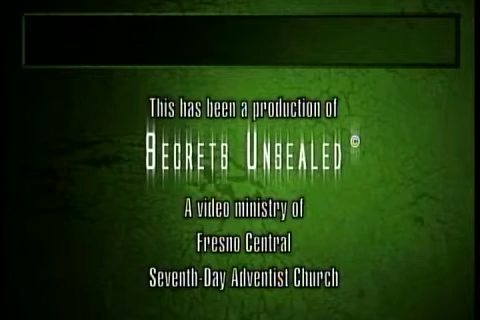 This has been a production of
SECRETS UNSEALED ©
A video ministry of
Fresno Central
Seventh-Day Adventist Church